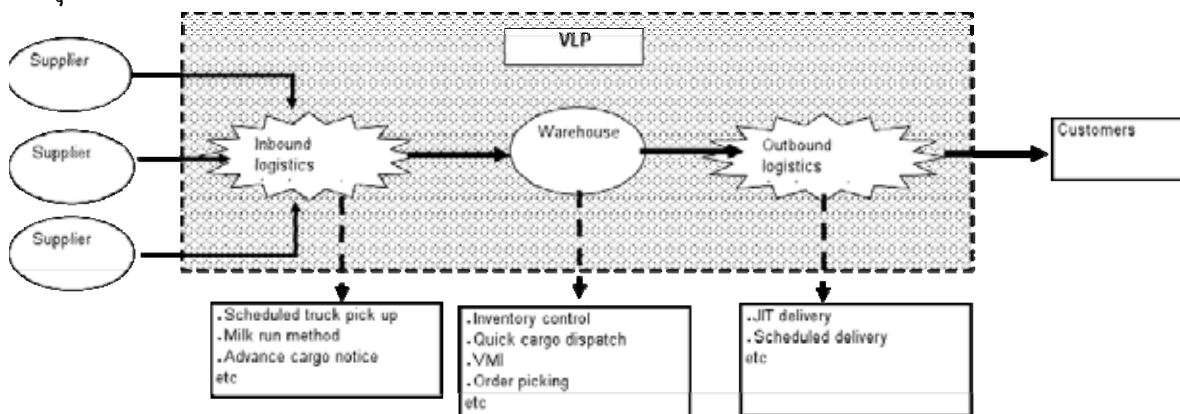 VLP
Supplier
Supplier
Supplier
Inbound
logistics
Warehouse
Outbound
logistics
Customers
.Scheduled truck pick up
.Milk run method
.Advance cargo notice
etc
.Inventory control
.Quick cargo dispatch
.VMI
.Order picking
etc
.JIT delivery
.Scheduled delivery
etc